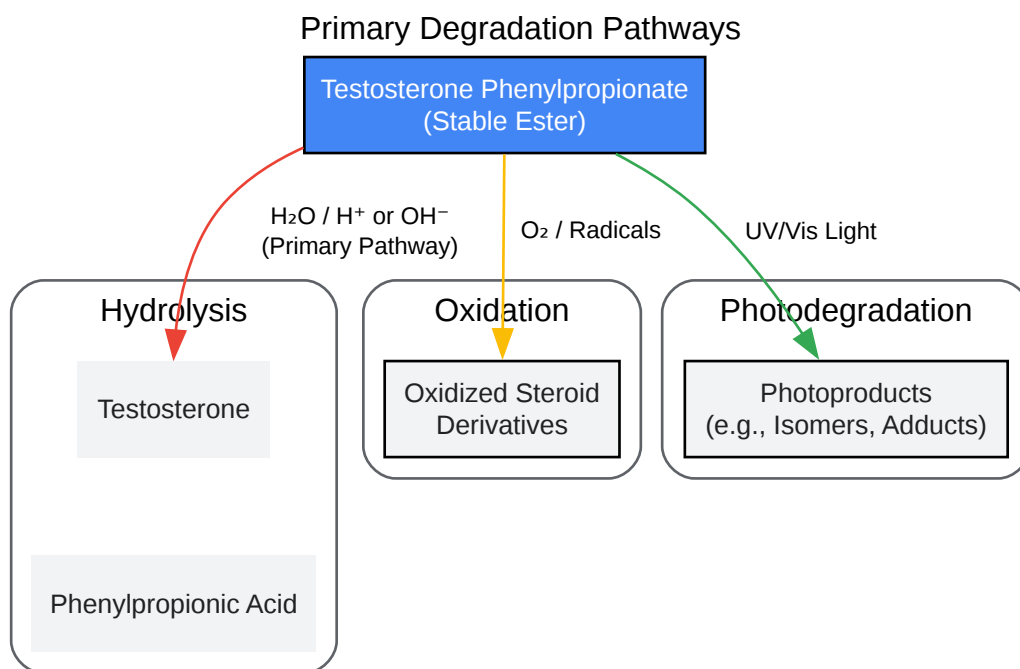 Primary Degradation Pathways
Testosterone Phenylpropionate
(Stable Ester)
H₂O / H⁺ or OH⁻
(Primary Pathway)
O₂ / Radicals
UV/Vis Light
Hydrolysis
Oxidation
Photodegradation
Testosterone
Oxidized Steroid
Derivatives
Photoproducts
(e.g., Isomers, Adducts)
Phenylpropionic Acid